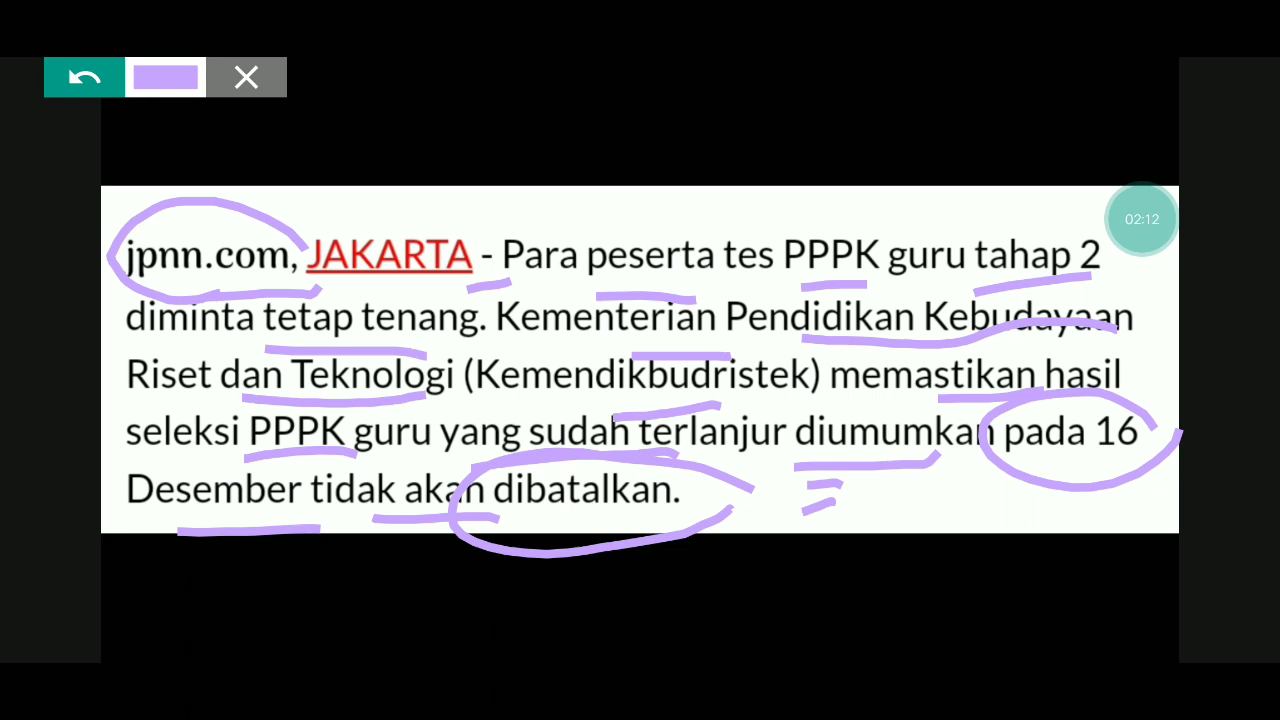 02:12
jpnn.com, JAKARTA - Para peserta tes PPPK guru tahap 2
diminta tetap tenang. Kementerian Pendidikan Kebudayaan
Riset dan Teknologi (Kemendikbudristek) memastikan hasil
seleksi PPPK guru yang sudah terlanjur diumumkan pada 16
Desember tidak akan dibatalkan.